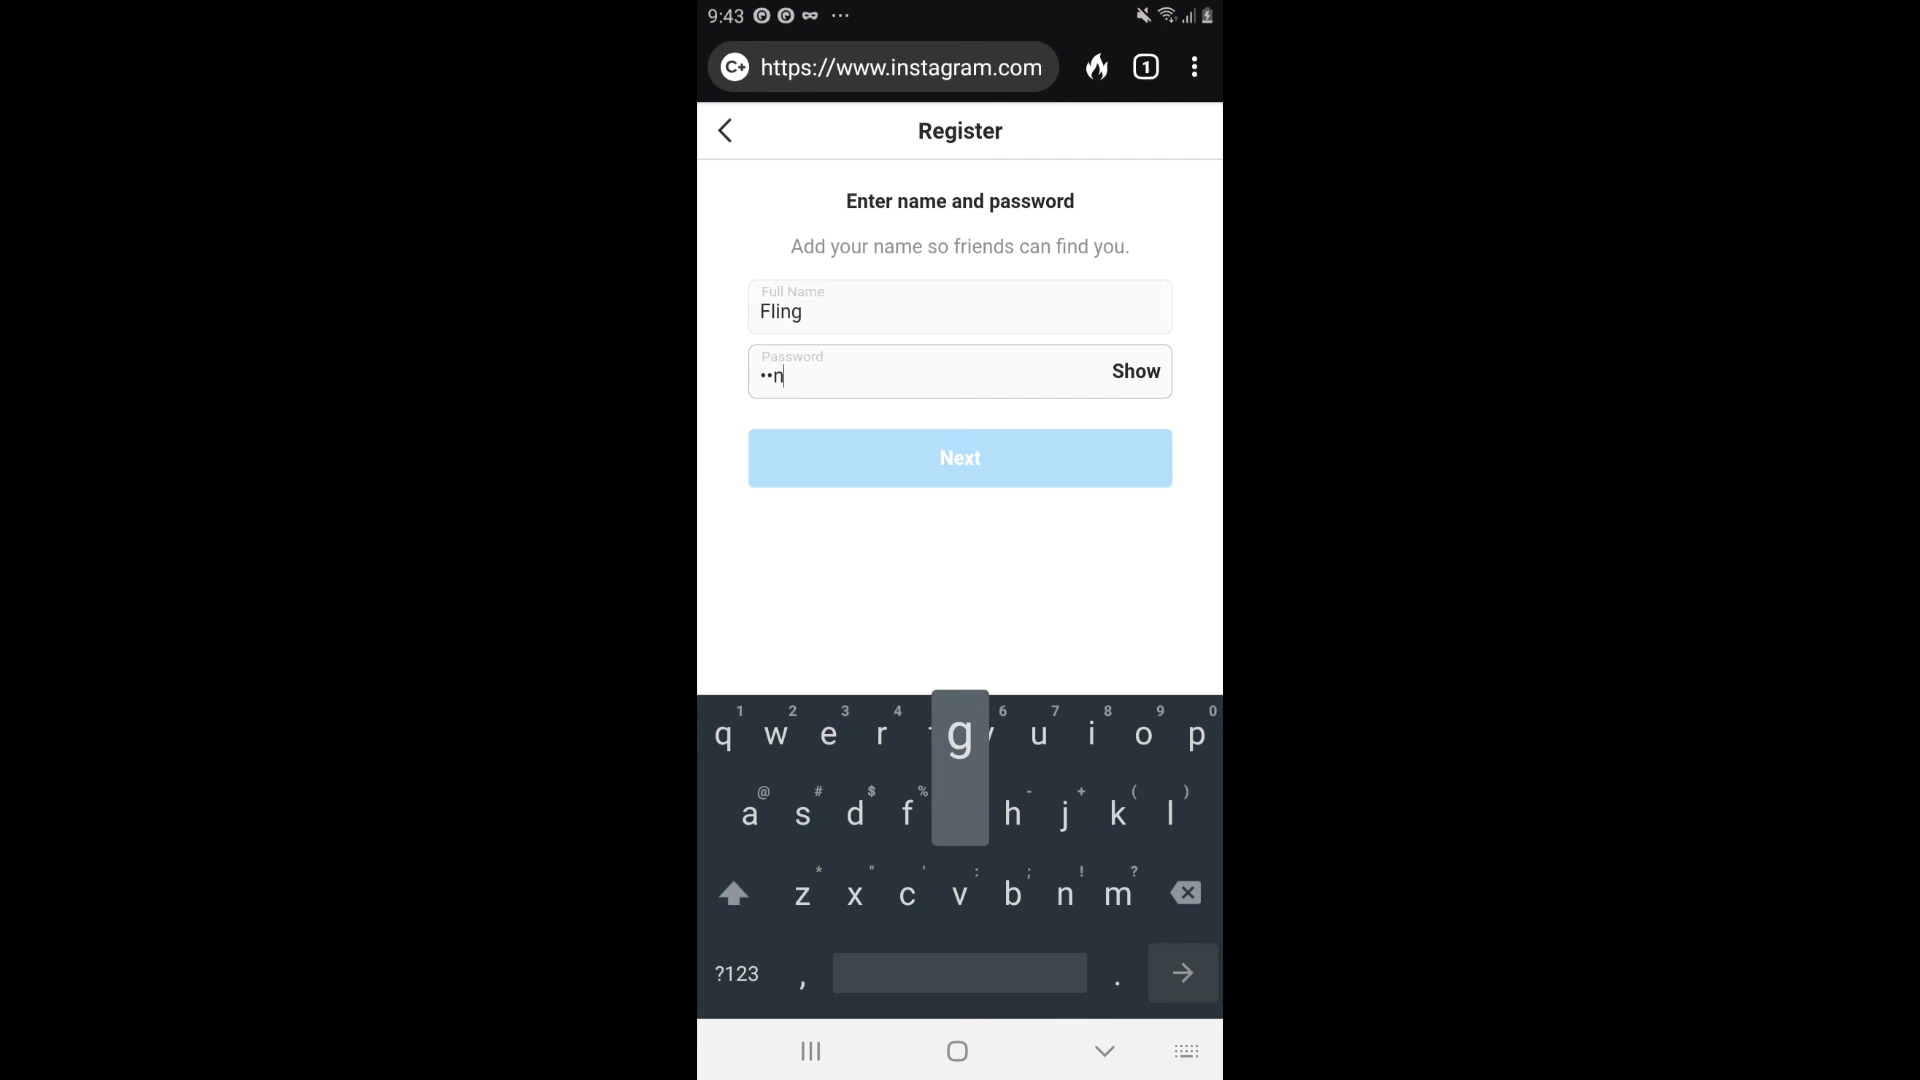 9:43
C+ https://www.instagram.com 1
Register
Enter name and password
Add your name so friends can find you.
Full Name
Fling
Password
••n
Show
Next
1 2 3 4 6 7 8 9 0
q w e r g u i o p
@ # $ % - + ( )
a s d f h j k l
* " ' : ; ! ?
z x c v b n m
?123 , .